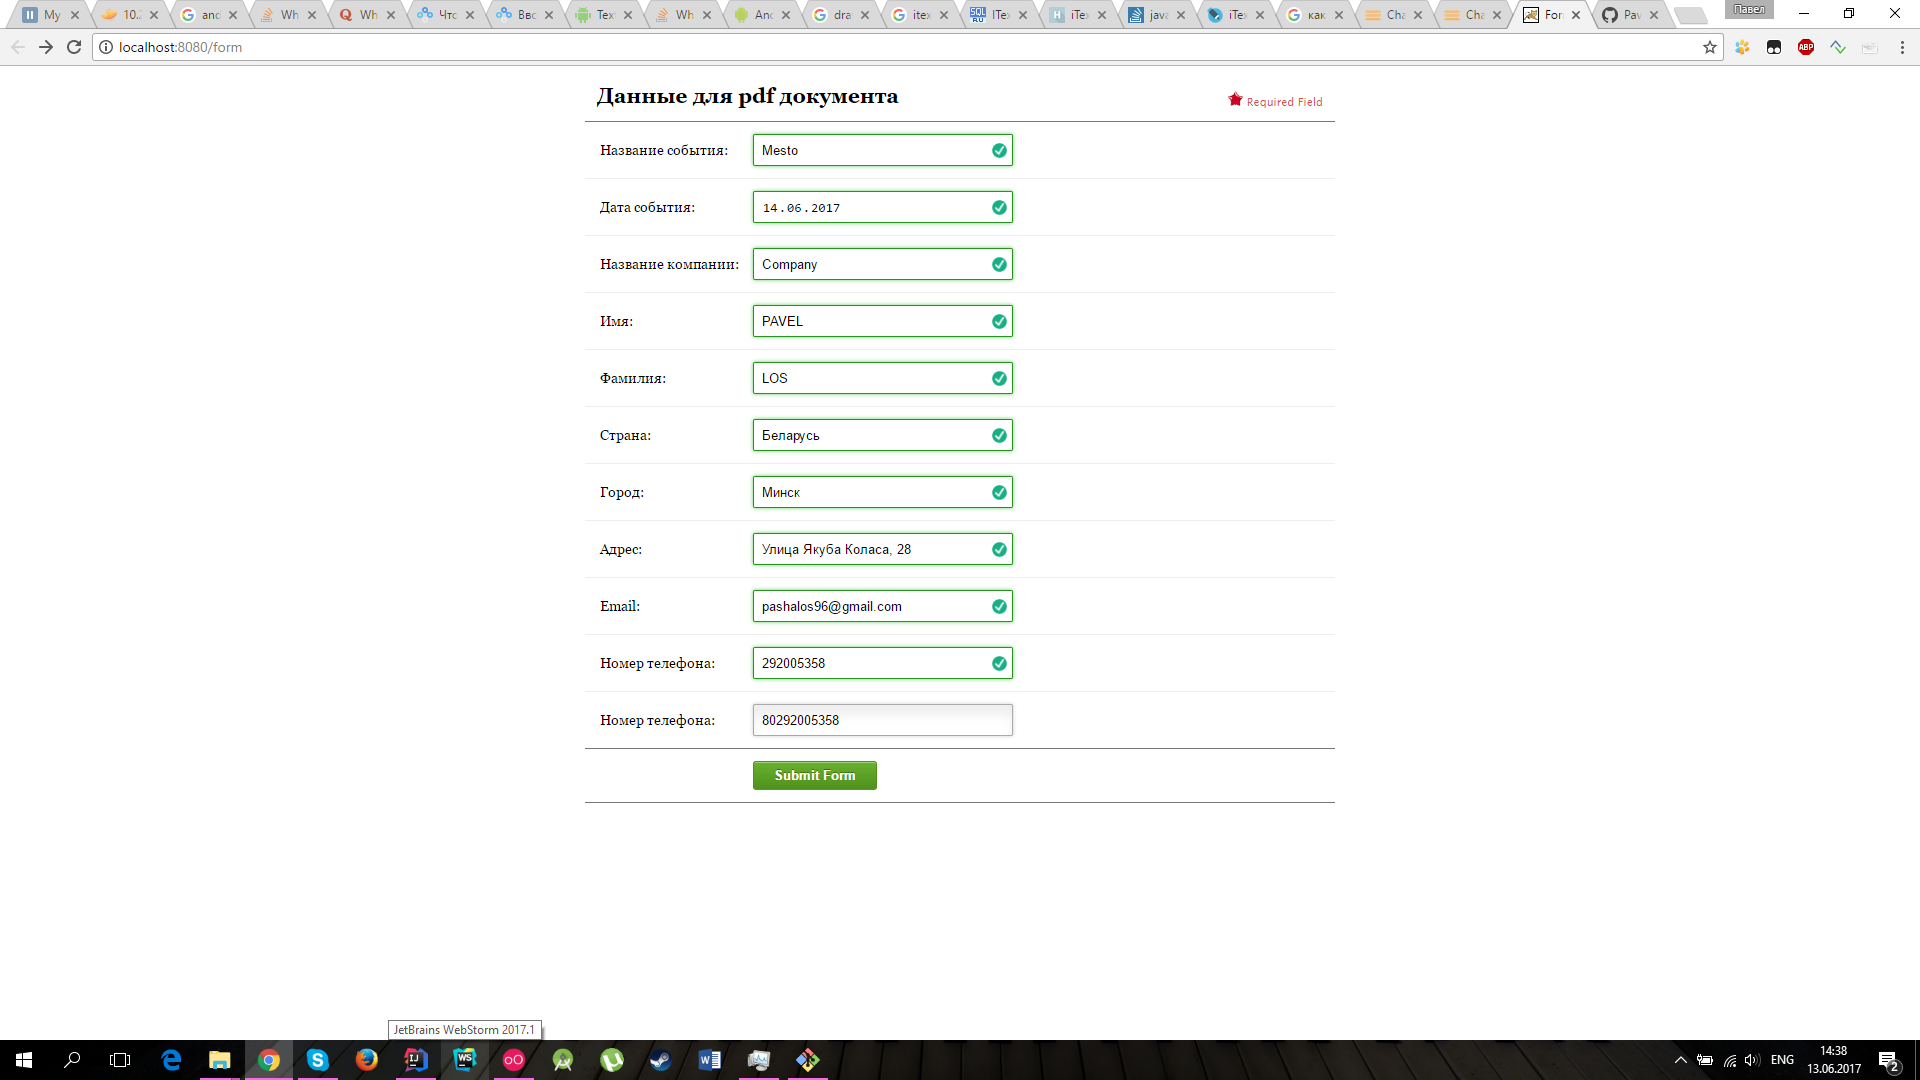 My
10.
and
Wh
Wh
Что
Вво
Tex
Wh
And
dra
itex
ITex
iTex
java
iTex
как
Cha
Cha
For
Pav
Павел
localhost:8080/form
ABP
Данные для pdf документа
Required Field
Название события: Mesto
Дата события: 14.06.2017
Название компании: Company
Имя: PAVEL
Фамилия: LOS
Страна: Беларусь
Город: Минск
Адрес: Улица Якуба Коласа, 28
Email: pashalos96@gmail.com
Номер телефона: 292005358
Номер телефона: 80292005358
Submit Form
JetBrains WebStorm 2017.1
ENG
14:38
13.06.2017
2